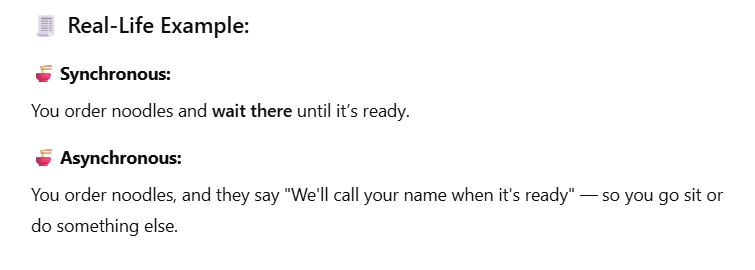 Real-Life Example:
Synchronous:
You order noodles and wait there until it’s ready.
Asynchronous:
You order noodles, and they say "We'll call your name when it's ready" — so you go sit or
do something else.